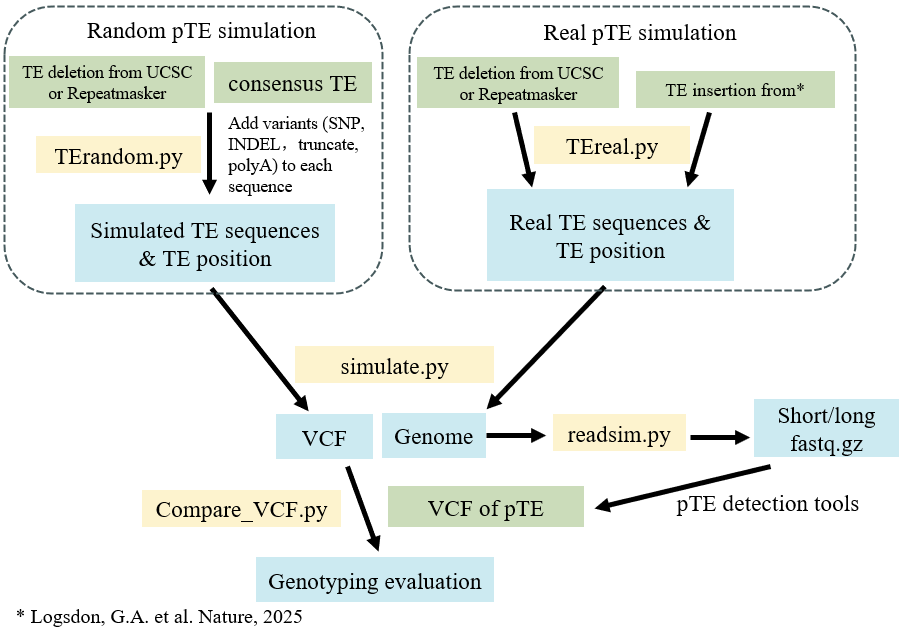 Random pTE simulation
TE deletion from UCSC
or Repeatmasker
consensus TE
TErandom.py
Add variants (SNP,
INDEL，truncate,
polyA) to each
sequence
Simulated TE sequences
& TE position
Real pTE simulation
TE deletion from UCSC
or Repeatmasker
TE insertion from*
TEreal.py
Real TE sequences &
TE position
simulate.py
VCF
Genome
readsim.py
Short/long
fastq.gz
Compare_VCF.py
VCF of pTE
pTE detection tools
Genotyping evaluation
* Logsdon, G.A. et al. Nature, 2025